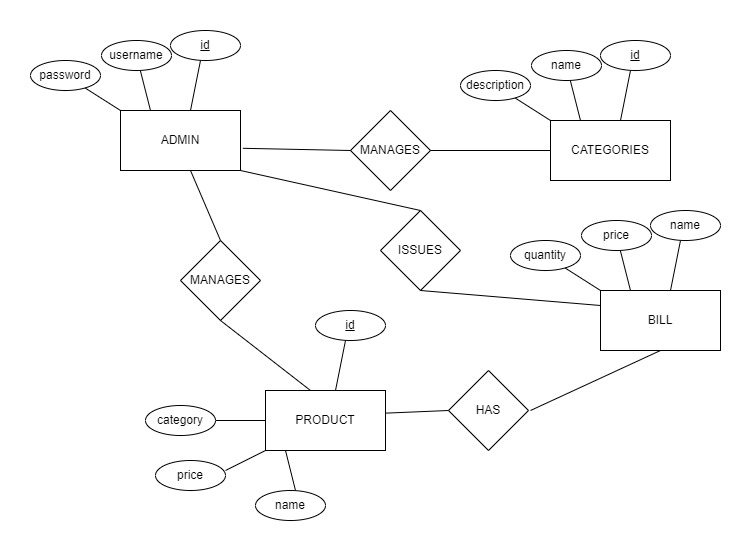 id
username
password
ADMIN
MANAGES
id
name
description
CATEGORIES
ISSUES
MANAGES
name
price
quantity
BILL
id
category
PRODUCT
HAS
price
name